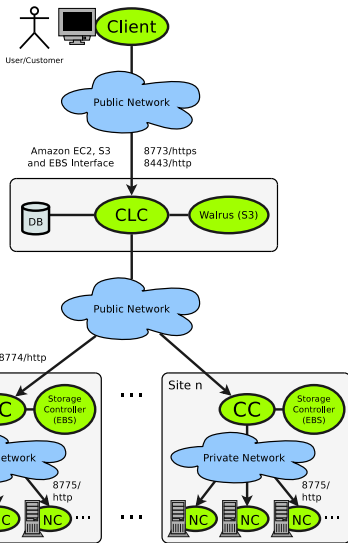 Client
User/Customer
Public Network
Amazon EC2, S3
and EBS Interface
8773/https
8443/http
DB
CLC
Walrus (S3)
Public Network
8774/http
Site n
C
Storage
Controller
(EBS)
...
CC
Storage
Controller
(EBS)
etwork
Private Network
8775/
http
8775/
http
C
NC
...
...
NC
NC
NC
...